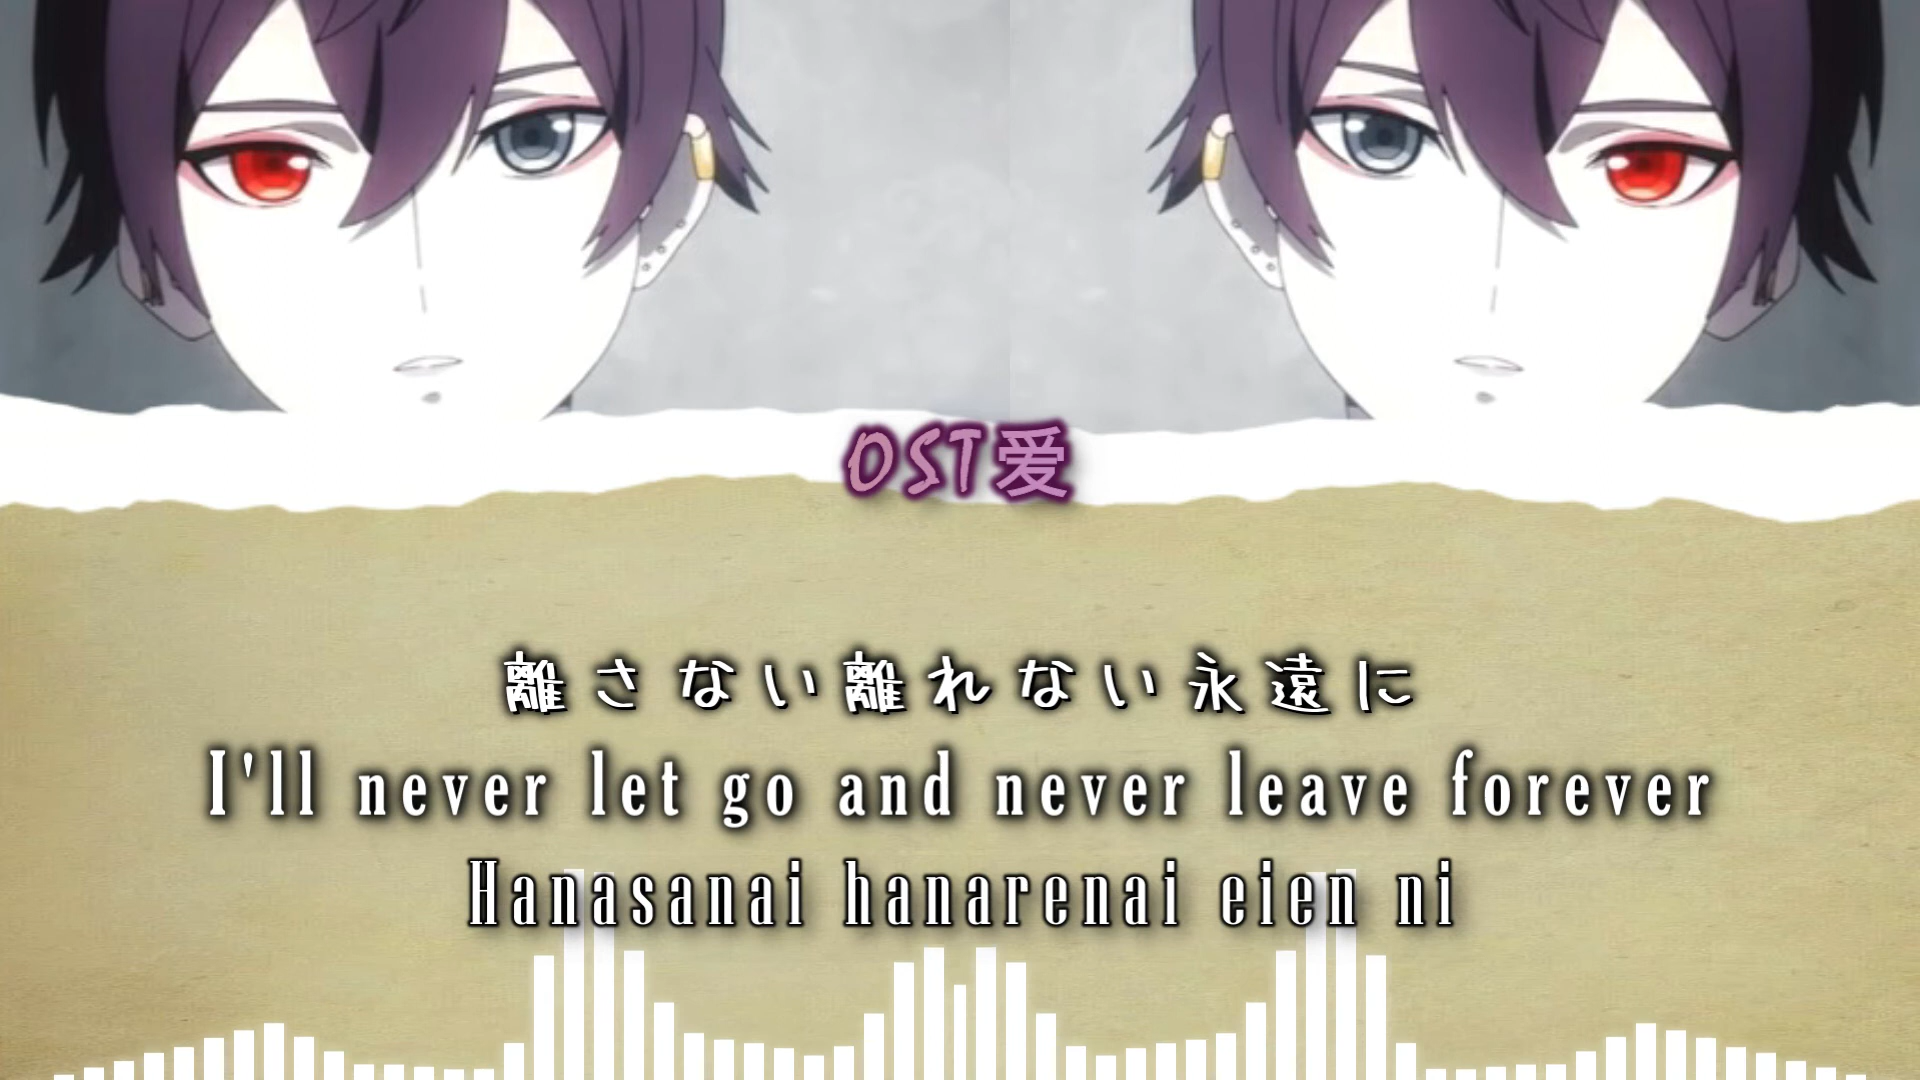 OST爱
離さない離れない永遠に
I'll never let go and never leave forever
Hanasanai hanarenai eien ni